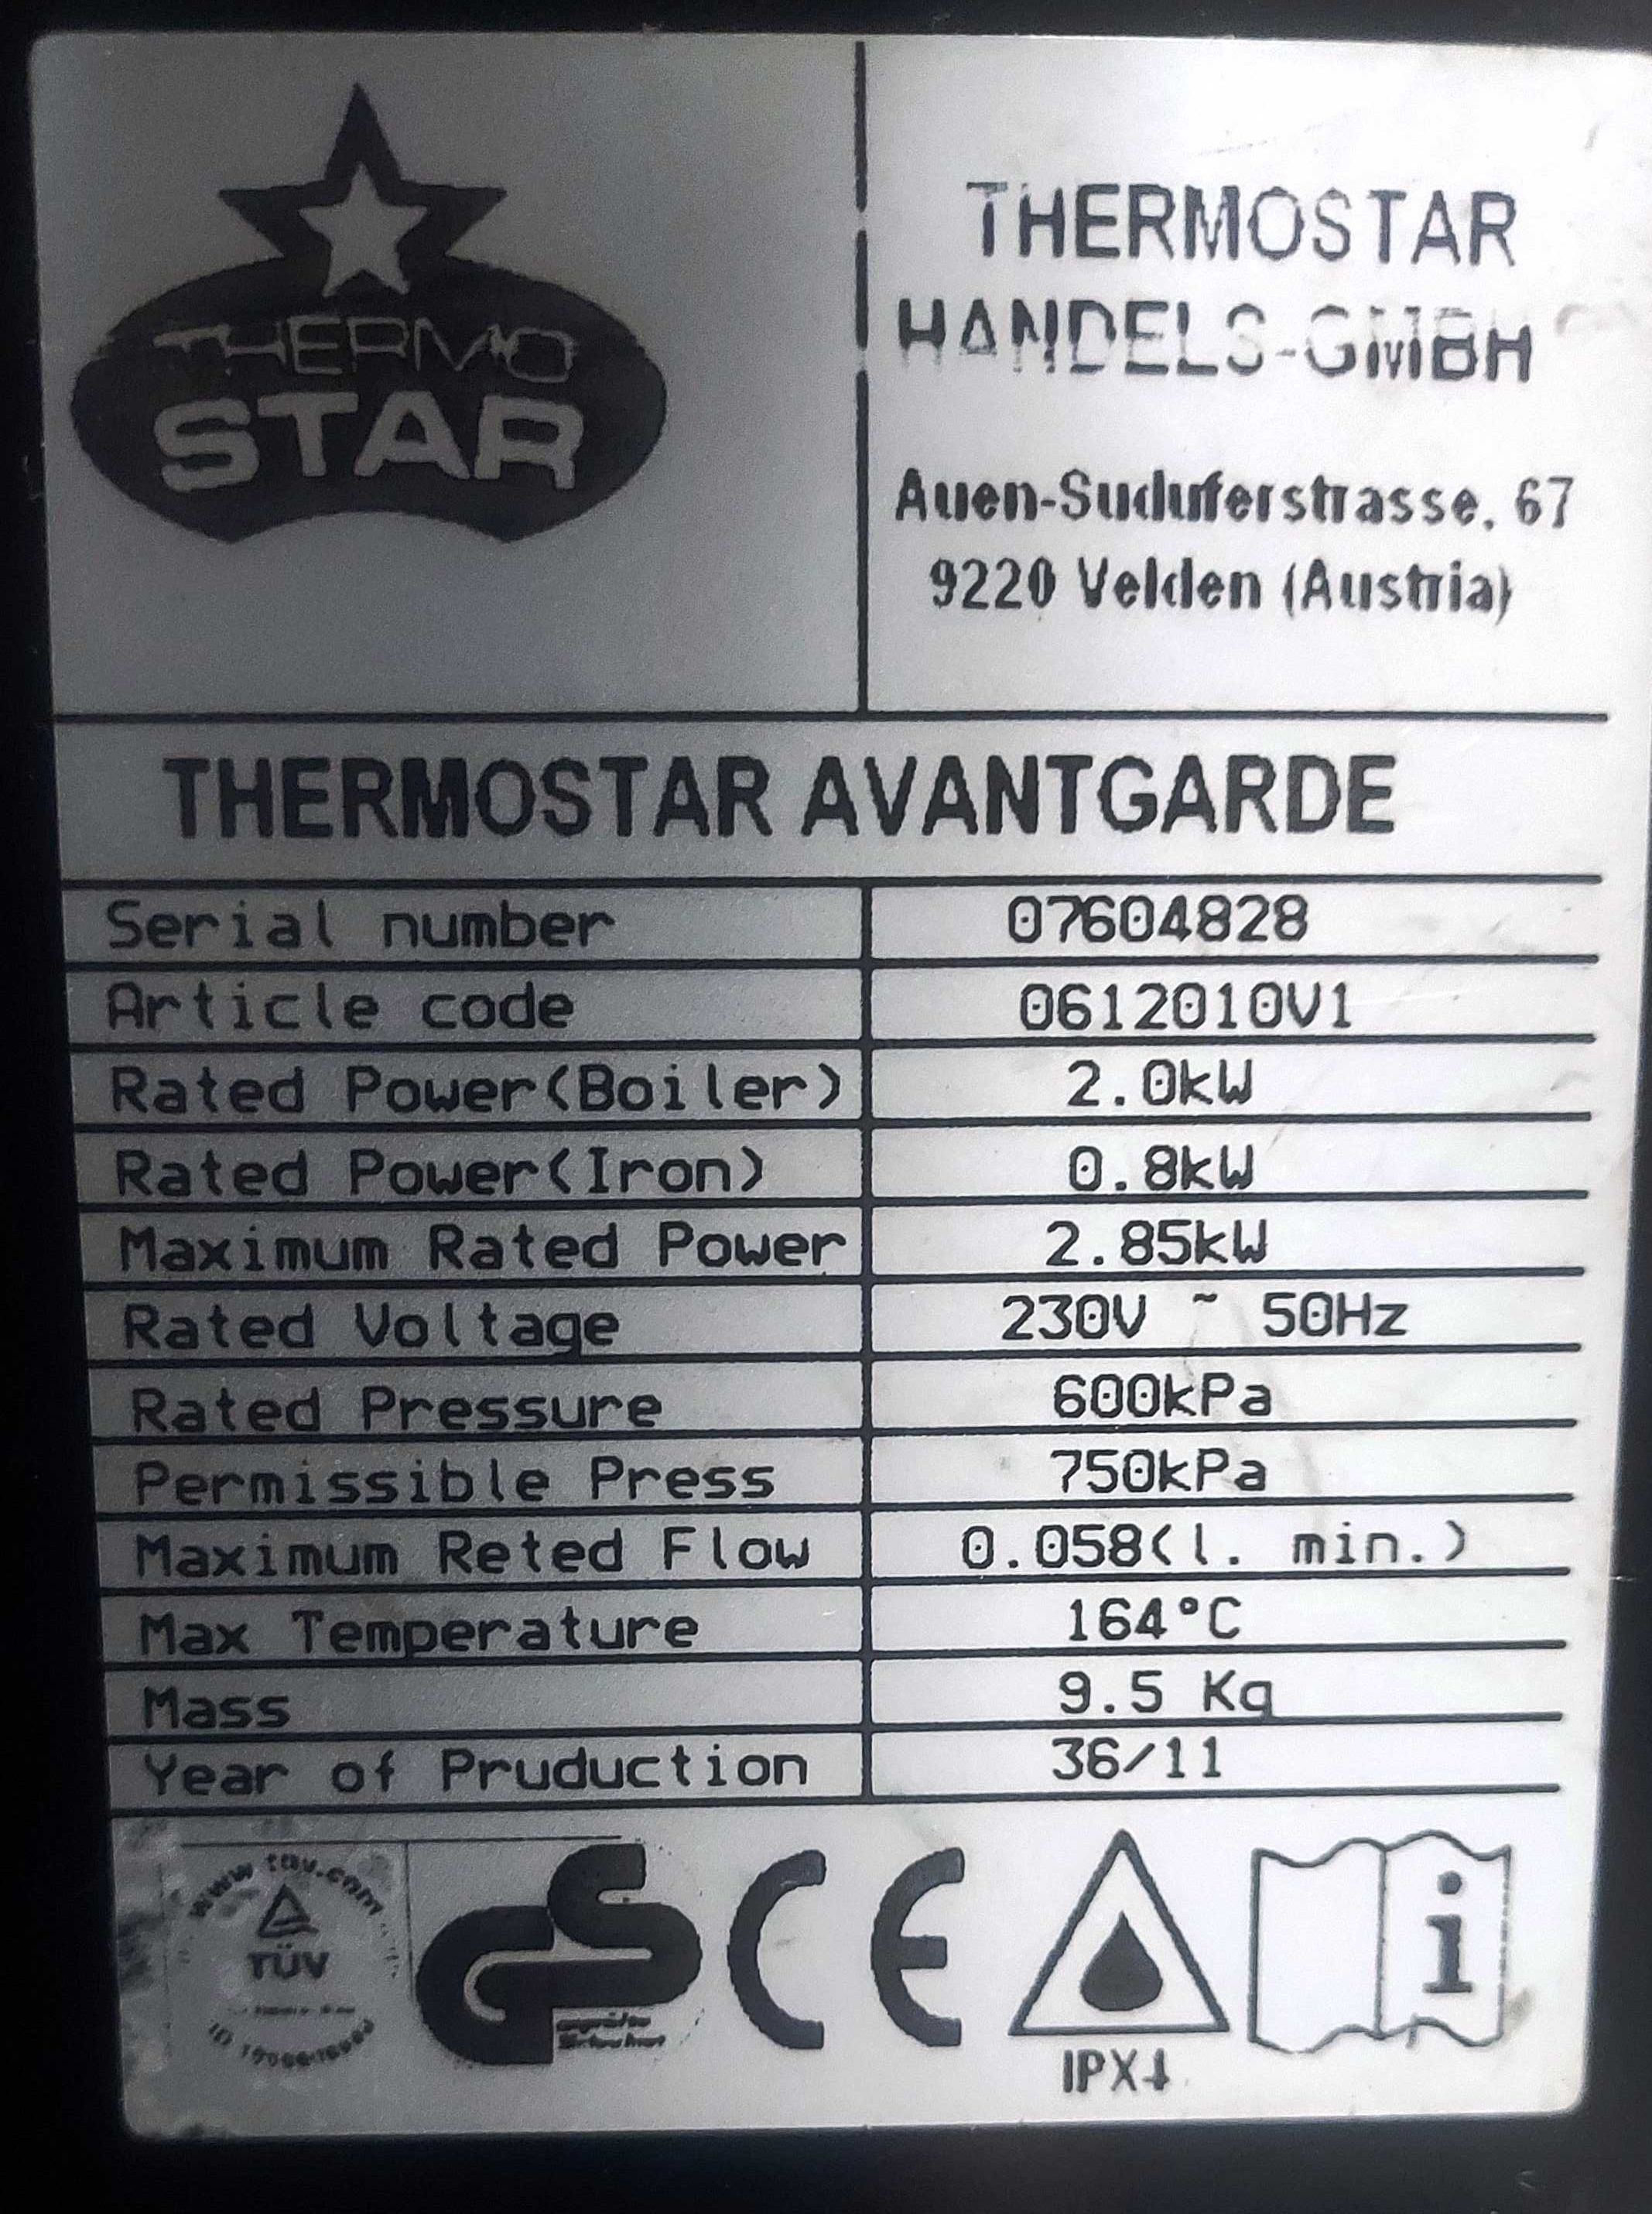 THERMO
STAR
THERMOSTAR
HANDELS-GMBH
Auen-Suduferstrasse, 67
9220 Velden (Austria)
THERMOSTAR AVANTGARDE
Serial number 07604828
Article code 0612010V1
Rated Power(Boiler) 2.0kW
Rated Power(Iron) 0.8kW
Maximum Rated Power 2.85kW
Rated Voltage 230V ~ 50Hz
Rated Pressure 600kPa
Permissible Press 750kPa
Maximum Reted Flow 0.058(l. min.)
Max Temperature 164°C
Mass 9.5 Kg
Year of Pruduction 36/11
www.tuv.com
TÜV
ID
GS
geprüfte
Sicherheit
CE
i
IPX4